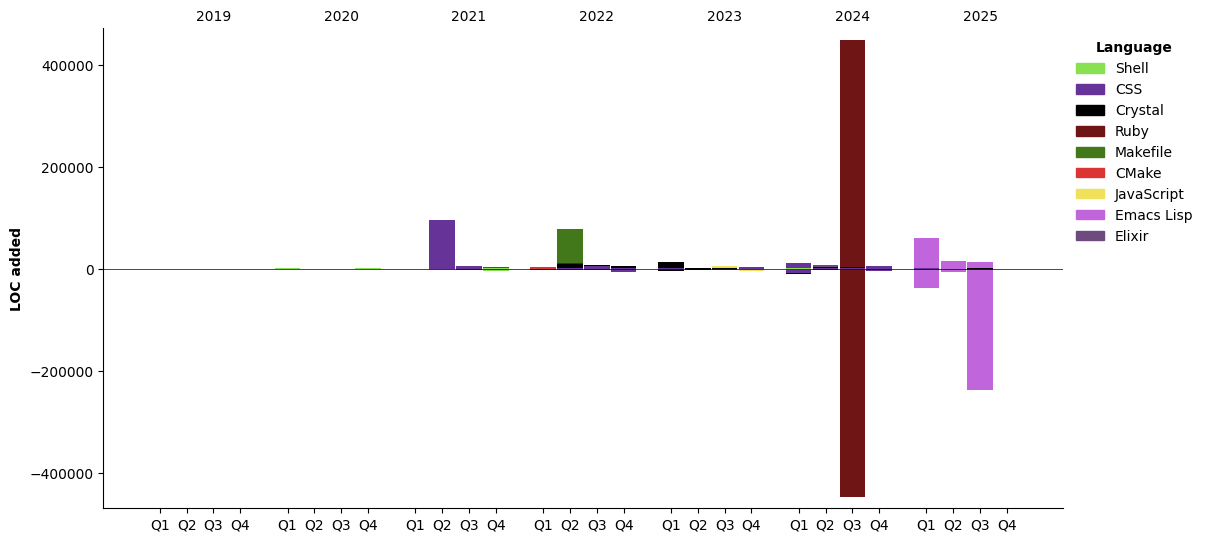 2019 2020 2021 2022 2023 2024 2025
Language
Shell
CSS
Crystal
Ruby
Makefile
CMake
JavaScript
Emacs Lisp
Elixir
LOC added
400000
200000
0
−200000
−400000
Q1 Q2 Q3 Q4 Q1 Q2 Q3 Q4 Q1 Q2 Q3 Q4 Q1 Q2 Q3 Q4 Q1 Q2 Q3 Q4 Q1 Q2 Q3 Q4 Q1 Q2 Q3 Q4